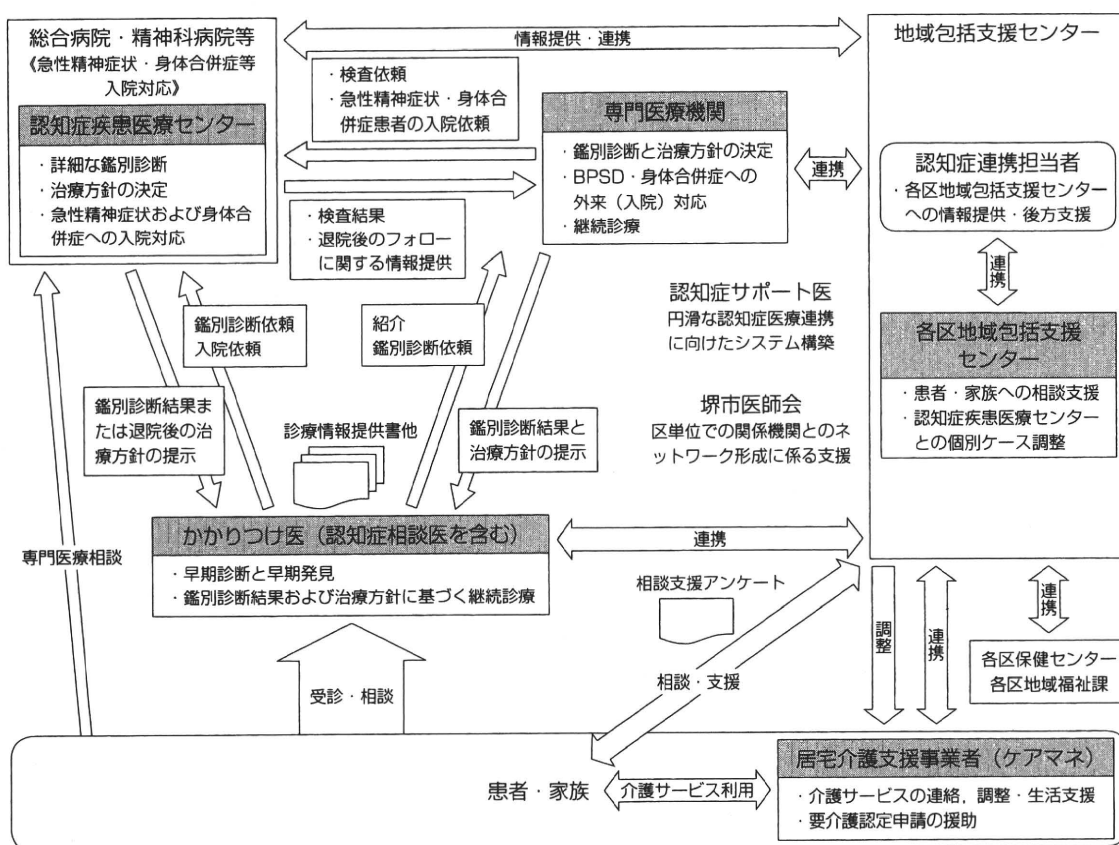 総合病院・精神科病院等
《急性精神症状・身体合併症等
入院対応》
認知症疾患医療センター
・詳細な鑑別診断
・治療方針の決定
・急性精神症状および身体合
併症への入院対応
情報提供・連携
・検査依頼
・急性精神症状・身体合
併症患者の入院依頼
・検査結果
・退院後のフォロー
に関する情報提供
専門医療機関
・鑑別診断と治療方針の決定
・BPSD・身体合併症への
外来（入院）対応
・継続診療
連携
地域包括支援センター
認知症連携担当者
・各区地域包括支援センター
への情報提供・後方支援
連携
各区地域包括支援
センター
・患者・家族への相談支援
・認知症疾患医療センター
との個別ケース調整
認知症サポート医
円滑な認知症医療連携
に向けたシステム構築
堺市医師会
区単位での関係機関とのネ
ットワーク形成に係る支援
鑑別診断依頼
入院依頼
紹介
鑑別診断依頼
鑑別診断結果ま
たは退院後の治
療方針の提示
診療情報提供書他
鑑別診断結果と
治療方針の提示
かかりつけ医（認知症相談医を含む）
・早期診断と早期発見
・鑑別診断結果および治療方針に基づく継続診療
連携
専門医療相談
相談支援アンケート
受診・相談
相談・支援
調整
連携
連携
各区保健センター
各区地域福祉課
患者・家族
介護サービス利用
居宅介護支援事業者（ケアマネ）
・介護サービスの連絡，調整・生活支援
・要介護認定申請の援助